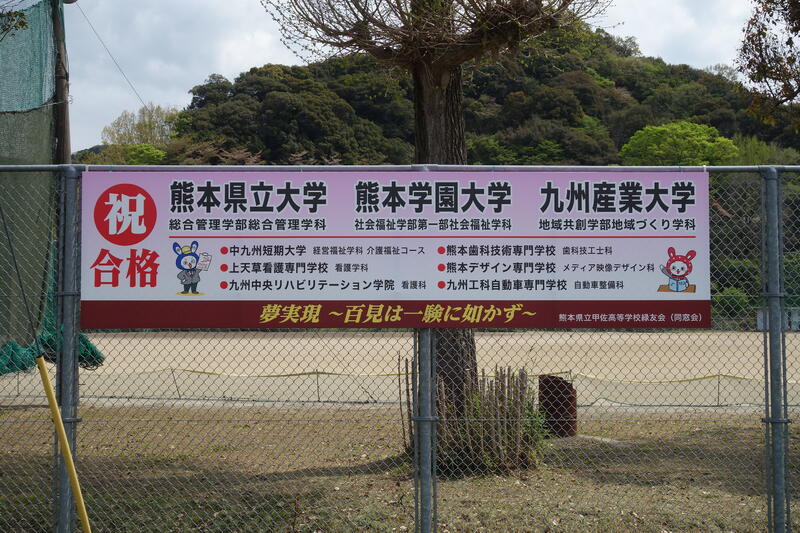 祝
合格
熊本県立大学
総合管理学部総合管理学科
熊本学園大学
社会福祉学部第一部社会福祉学科
九州産業大学
地域共創学部地域づくり学科
●中九州短期大学 経営福祉学科 介護福祉コース
●上天草看護専門学校 看護学科
●九州中央リハビリテーション学院 看護科
●熊本歯科技術専門学校 歯科技工士科
●熊本デザイン専門学校 メディア映像デザイン科
●九州工科自動車専門学校 自動車整備科
夢実現 ~百見は一験に如かず~
熊本県立甲佐高等学校緑友会(同窓会)